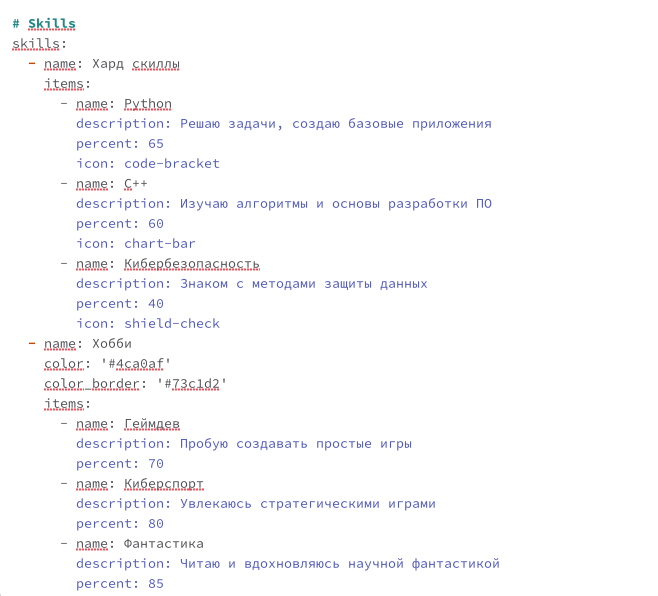 # Skills
skills:
  - name: Хард скиллы
    items:
      - name: Python
        description: Решаю задачи, создаю базовые приложения
        percent: 65
        icon: code-bracket
      - name: C++
        description: Изучаю алгоритмы и основы разработки ПО
        percent: 60
        icon: chart-bar
      - name: Кибербезопасность
        description: Знаком с методами защиты данных
        percent: 40
        icon: shield-check
  - name: Хобби
    color: '#4ca0af'
    color_border: '#73c1d2'
    items:
      - name: Геймдев
        description: Пробую создавать простые игры
        percent: 70
      - name: Киберспорт
        description: Увлекаюсь стратегическими играми
        percent: 80
      - name: Фантастика
        description: Читаю и вдохновляюсь научной фантастикой
        percent: 85